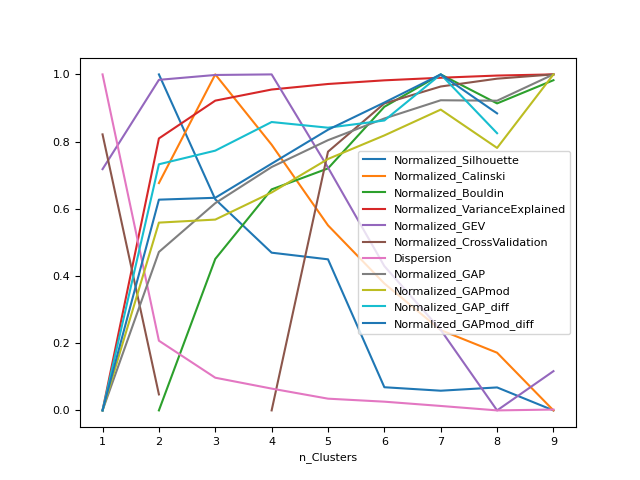 1.0
0.8
0.6
0.4
0.2
0.0
Normalized_Silhouette
Normalized_Calinski
Normalized_Bouldin
Normalized_VarianceExplained
Normalized_GEV
Normalized_CrossValidation
Dispersion
Normalized_GAP
Normalized_GAPmod
Normalized_GAP_diff
Normalized_GAPmod_diff
1 2 3 4 5 6 7 8 9
n_Clusters